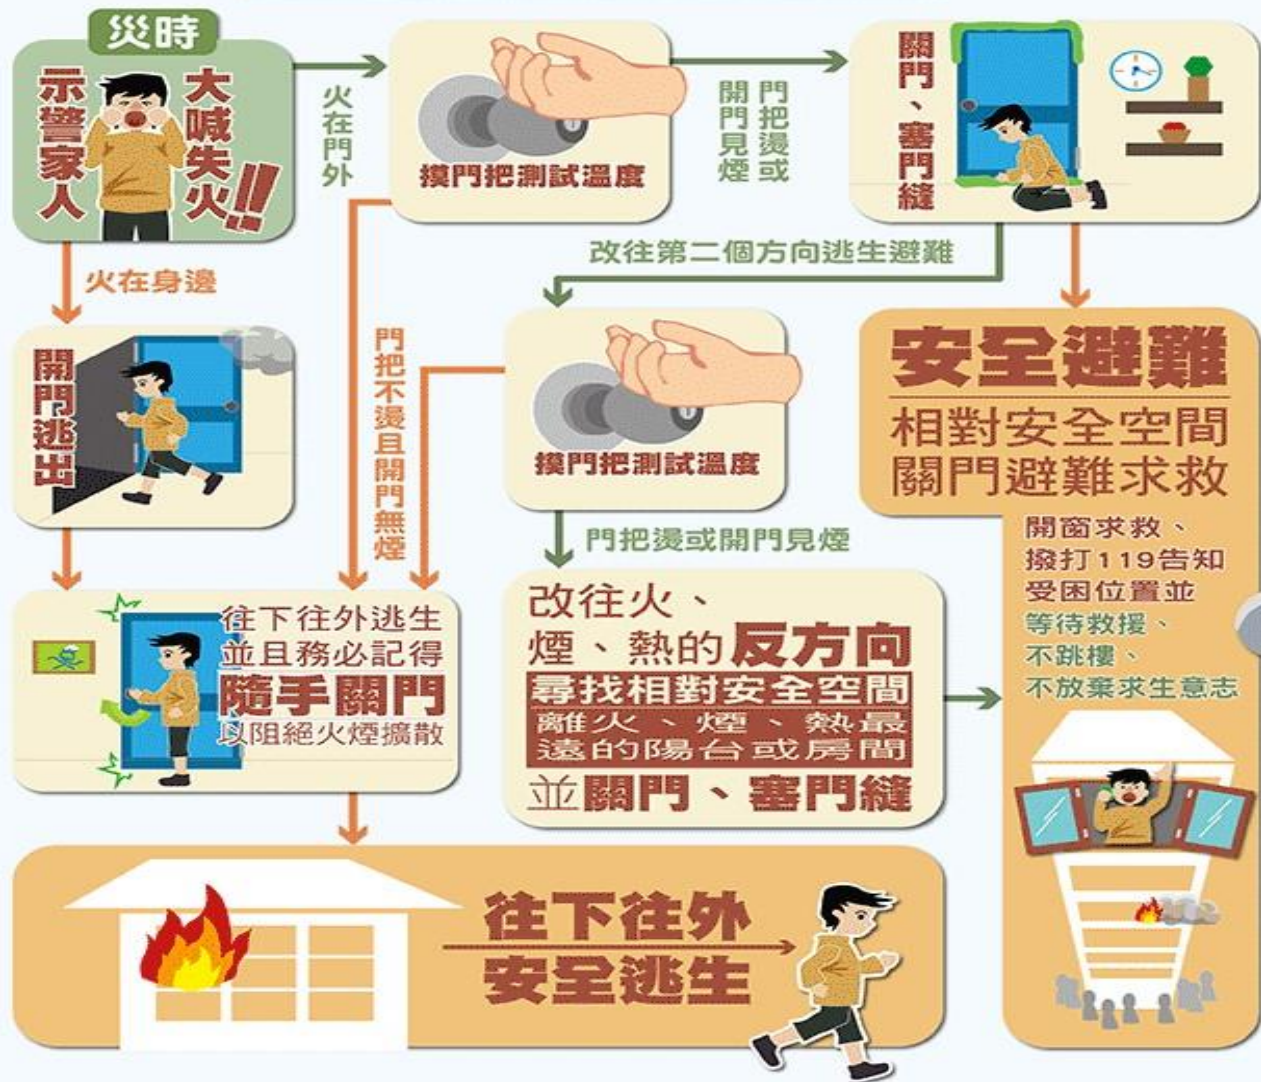 災時
大喊失火!!
示警家人
火在門外
摸門把測試溫度
門把燙或
開門見煙
關門、塞門縫
火在身邊
改往第二個方向逃生避難
開門逃出
門把不燙且開門無煙
摸門把測試溫度
安全避難
相對安全空間
關門避難求救
門把燙或開門見煙
開窗求救、
撥打119告知
受困位置並
等待救援、
不跳樓、
不放棄求生意志
往下往外逃生
並且務必記得
隨手關門
以阻絕火煙擴散
改往火、
煙、熱的反方向
尋找相對安全空間
離火、煙、熱最
遠的陽台或房間
並關門、塞門縫
往下往外
安全逃生